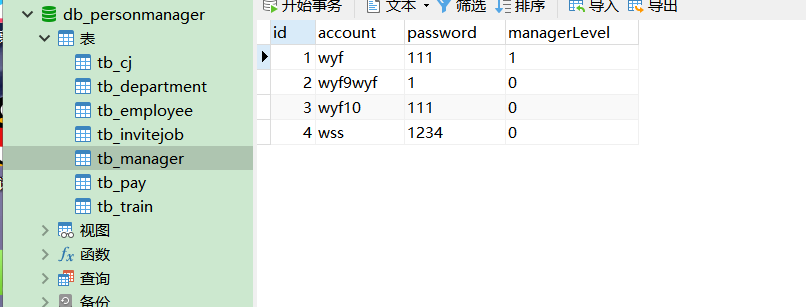 db_personmanager
表
tb_cj
tb_department
tb_employee
tb_invitejob
tb_manager
tb_pay
tb_train
视图
fx 函数
查询
备份
开始事务 文本 筛选 排序 导入 导出
id account password managerLevel
1 wyf 111 1
2 wyf9wyf 1 0
3 wyf10 111 0
4 wss 1234 0